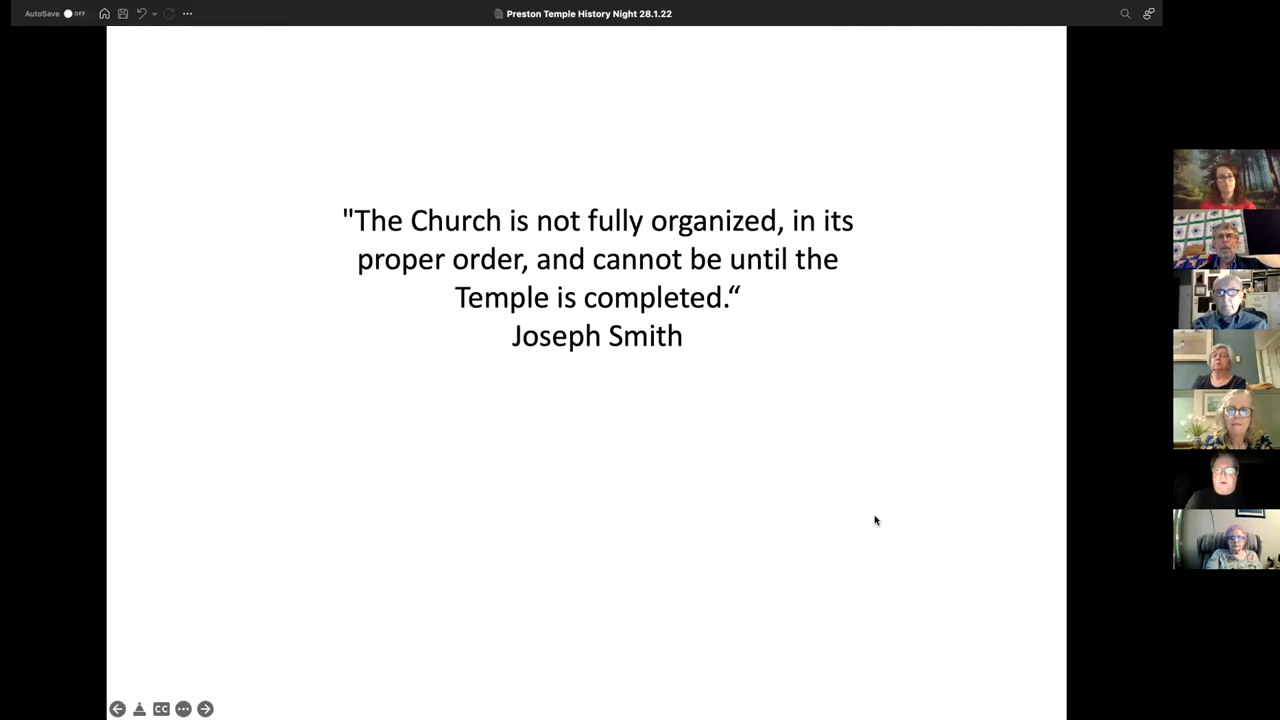 AutoSave OFF
Preston Temple History Night 28.1.22
"The Church is not fully organized, in its
proper order, and cannot be until the
Temple is completed.“
Joseph Smith
CC